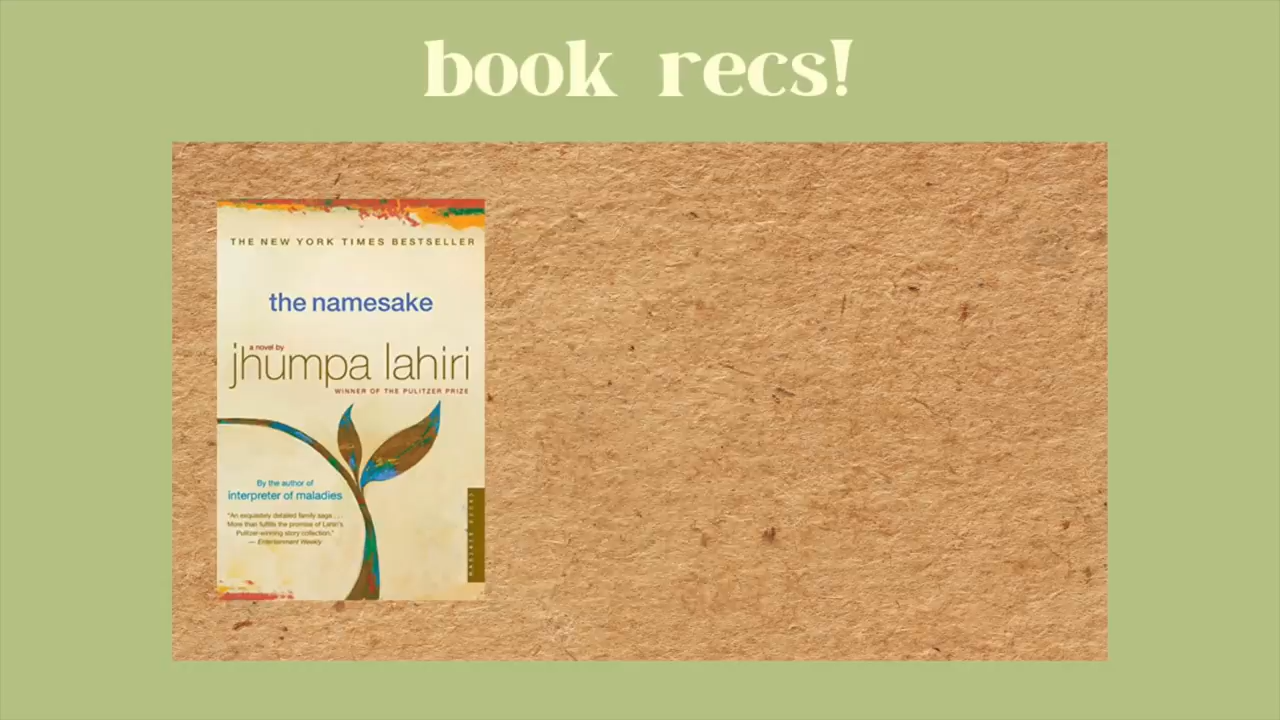 book recs!
THE NEW YORK TIMES BESTSELLER
the namesake
a novel by
jhumpa lahiri
WINNER OF THE PULITZER PRIZE
By the author of
interpreter of maladies
"An exquisitely detailed family saga . . .
More than fulfills the promise of Lahiri's
Pulitzer-winning story collection."
— Entertainment Weekly
MARINER BOOKS